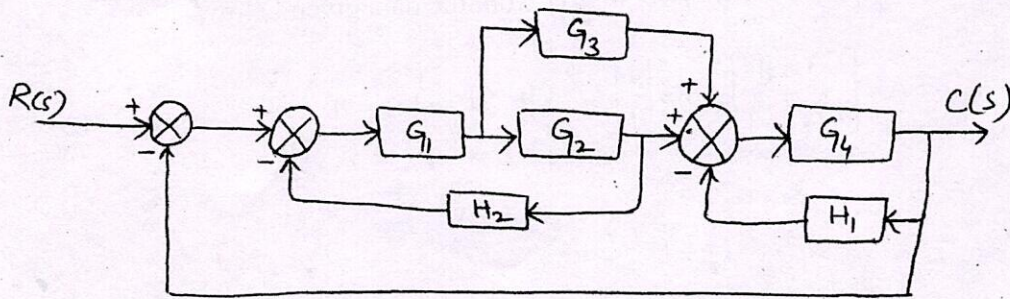 G₃
R(s) + + + + C(s)
G₁ G₂ G₄
- - -
H₂ H₁